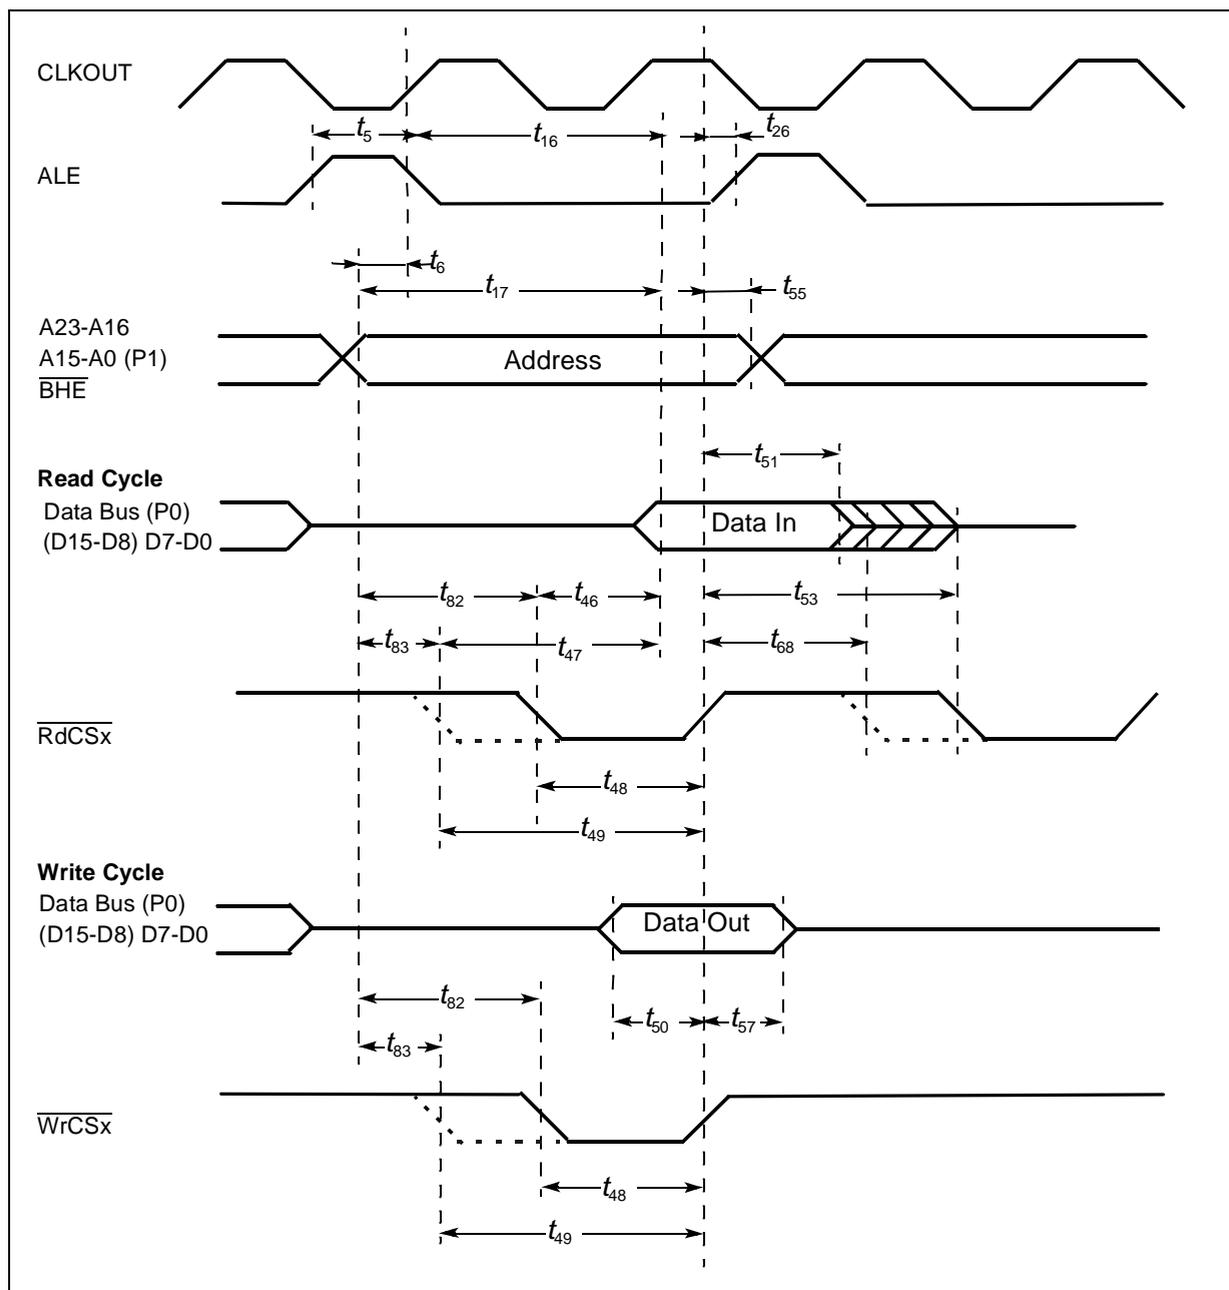 CLKOUT
t5
t16
t26
ALE
t6
t17
t55
A23-A16
A15-A0 (P1)
BHE
Address
t51
Read Cycle
Data Bus (P0)
(D15-D8) D7-D0
Data In
t82
t46
t53
t83
t47
t68
RdCSx
t48
t49
Write Cycle
Data Bus (P0)
(D15-D8) D7-D0
Data Out
t82
t50
t57
t83
WrCSx
t48
t49